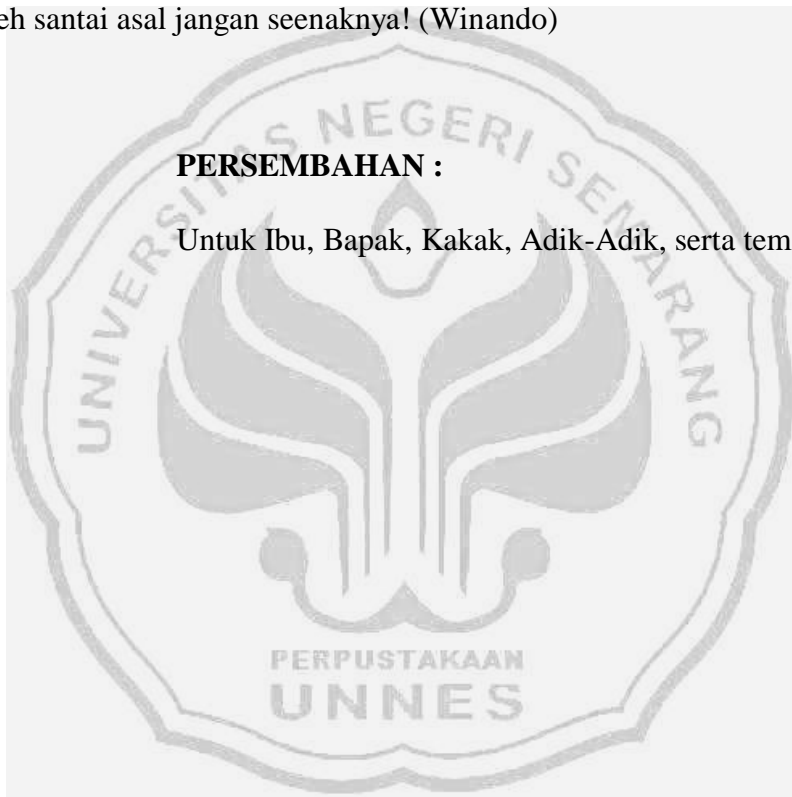 eh santai asal jangan seenaknya! (Winando)
UNIVERSITAS NEGERI SEMARANG
PERSEMBAHAN :
Untuk Ibu, Bapak, Kakak, Adik-Adik, serta tem
PERPUSTAKAAN
UNNES